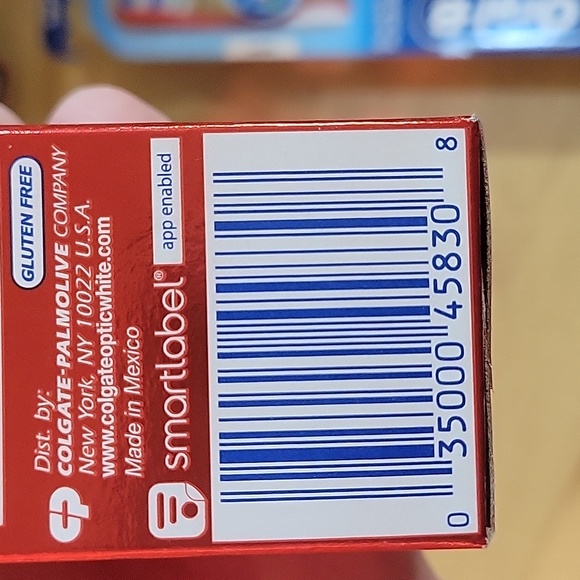 GLUTEN FREE
Dist. by:
COLGATE-PALMOLIVE COMPANY
New York, NY 10022 U.S.A.
www.colgateopticwhite.com
Made in Mexico
smartlabel® app enabled
0 35000 45830 8